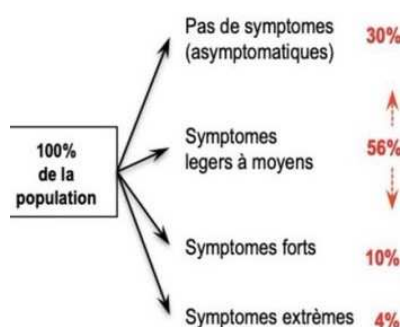 Pas de symptomes
(asymptomatiques)
30%
100%
de la
population
Symptomes
legers à moyens
56%
Symptomes forts
10%
Symptomes extrèmes
4%